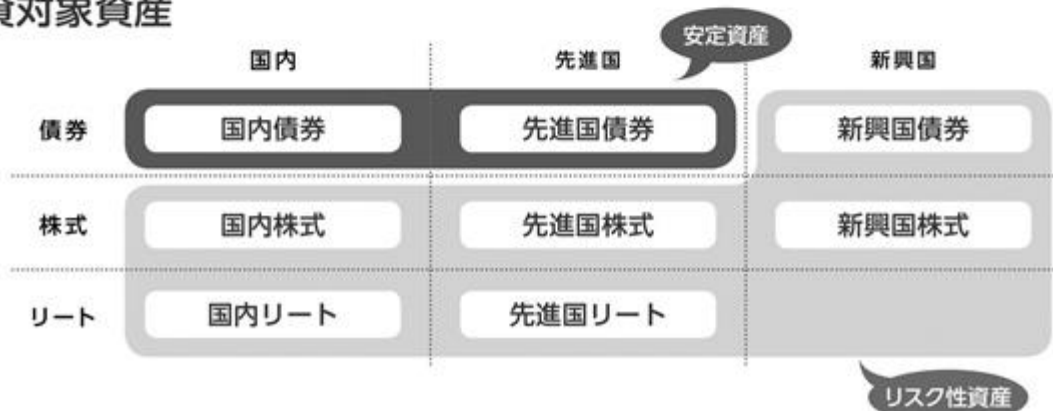 対象資産
安定資産
国内 先進国 新興国
債券 国内債券 先進国債券 新興国債券
株式 国内株式 先進国株式 新興国株式
リート 国内リート 先進国リート
リスク性資産